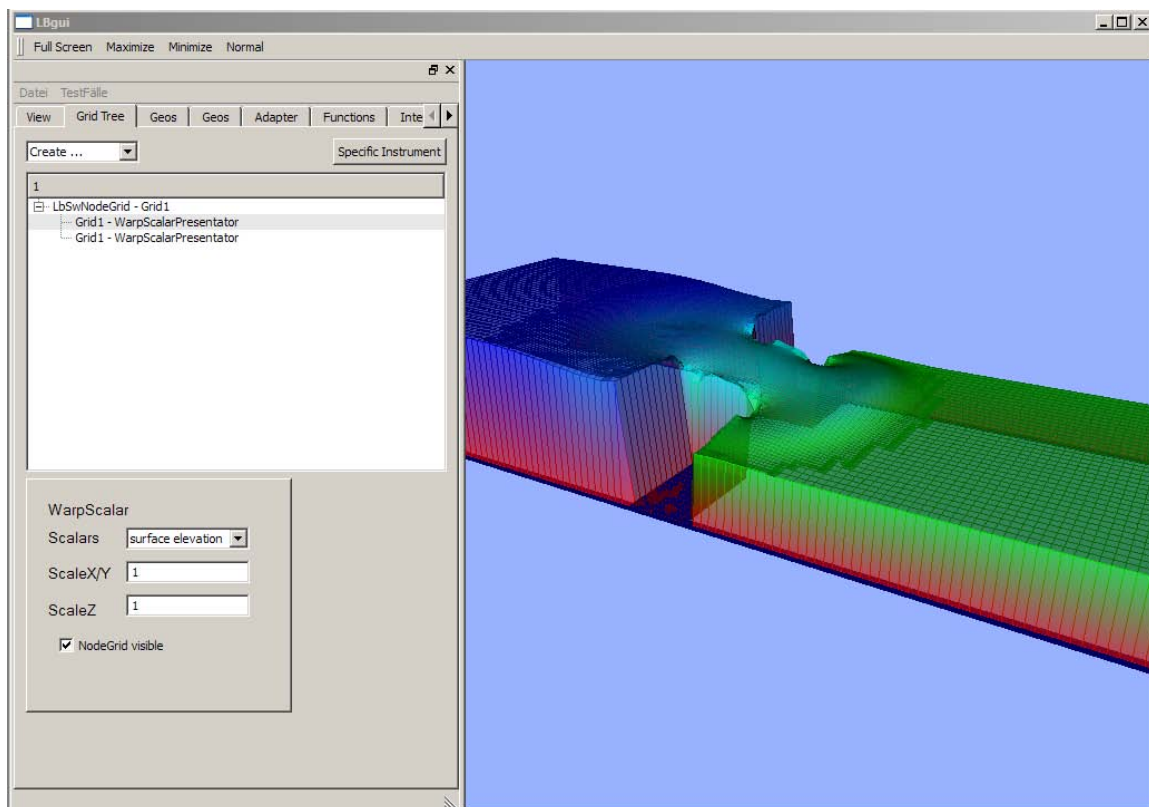 LBgui
Full Screen Maximize Minimize Normal
Datei TestFälle
View Grid Tree Geos Geos Adapter Functions Inte
Create ... Specific Instrument
1
LbSwNodeGrid - Grid1
Grid1 - WarpScalarPresentator
Grid1 - WarpScalarPresentator
WarpScalar
Scalars surface elevation
ScaleX/Y 1
ScaleZ 1
NodeGrid visible